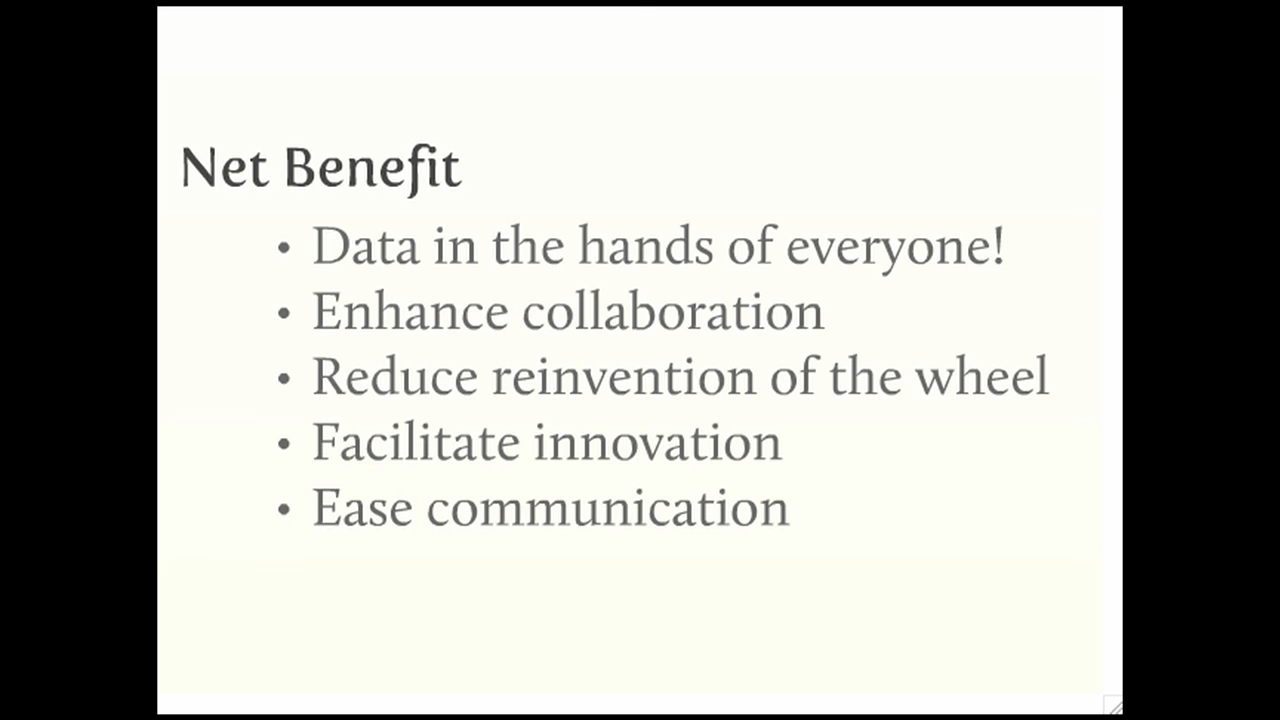 Net Benefit
• Data in the hands of everyone!
• Enhance collaboration
• Reduce reinvention of the wheel
• Facilitate innovation
• Ease communication